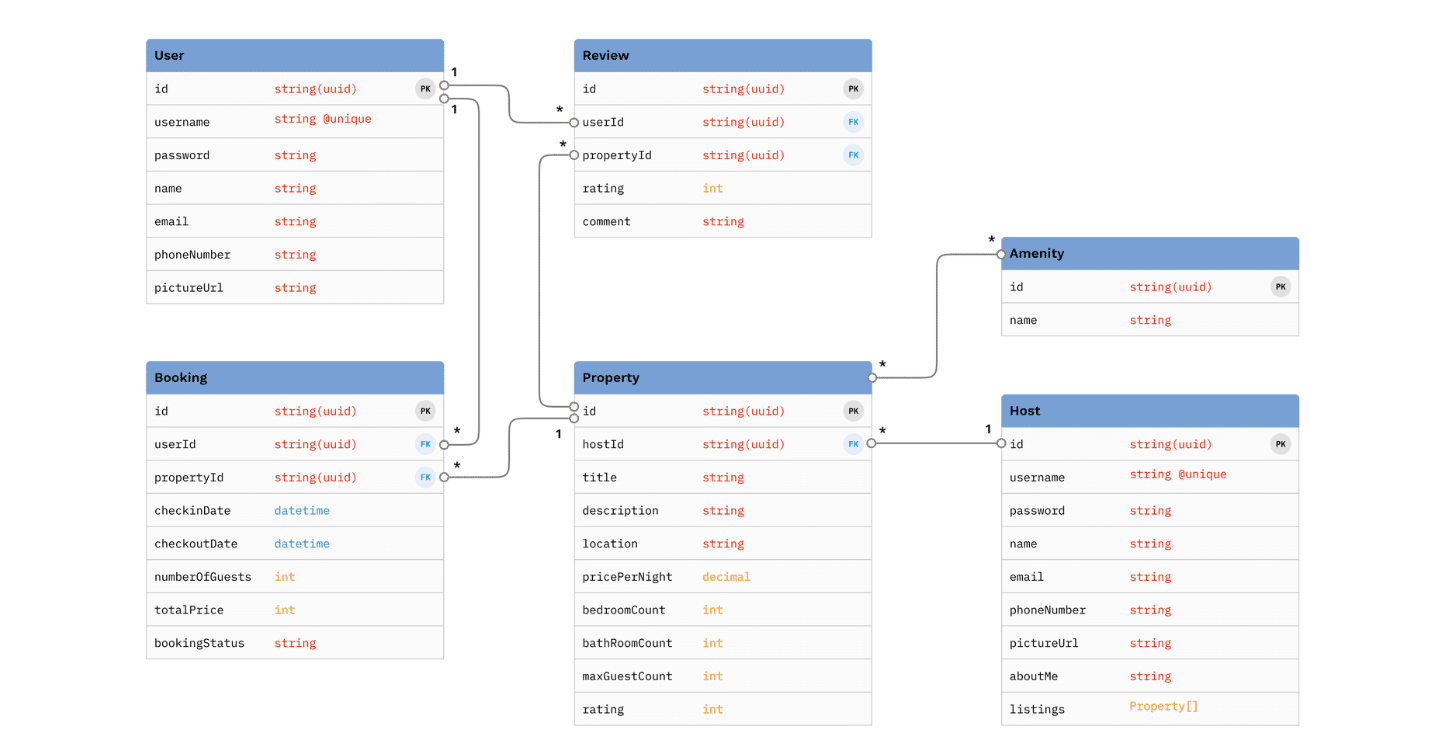 User
id string(uuid) PK
username string @unique
password string
name string
email string
phoneNumber string
pictureUrl string
1
1
Review
id string(uuid) PK
* userId string(uuid) FK
* propertyId string(uuid) FK
rating int
comment string
*
Amenity
id string(uuid) PK
name string
Booking
id string(uuid) PK
userId string(uuid) FK *
propertyId string(uuid) FK *
checkinDate datetime
checkoutDate datetime
numberOfGuests int
totalPrice int
bookingStatus string
Property *
id string(uuid) PK
1
hostId string(uuid) FK *
title string
description string
location string
pricePerNight decimal
bedroomCount int
bathRoomCount int
maxGuestCount int
rating int
Host
1
id string(uuid) PK
username string @unique
password string
name string
email string
phoneNumber string
pictureUrl string
aboutMe string
listings Property[]